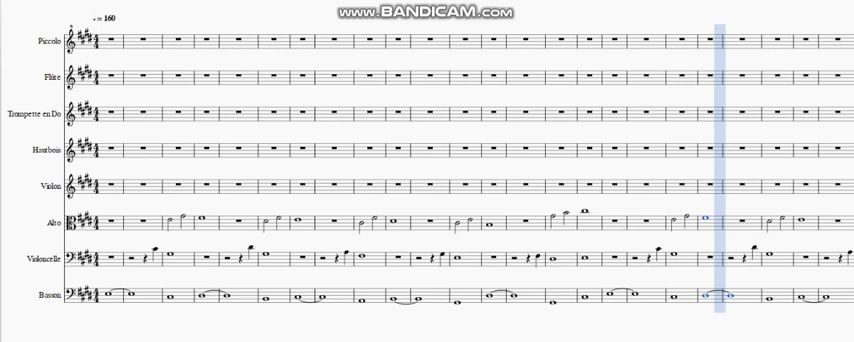 www.BANDICAM.com
= 160
Piccolo
Flûte
Trompette en Do
Hautbois
Violon
Alto
Violoncelle
Basson